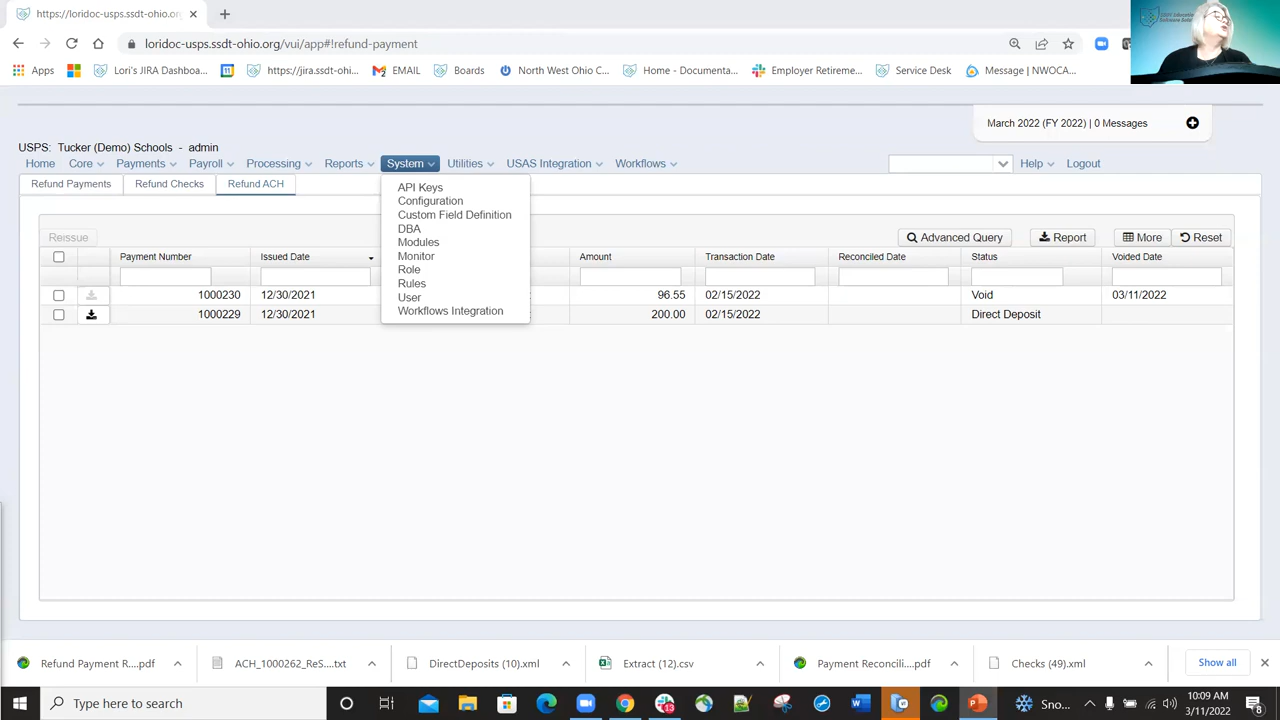 https://loridoc-usps.ssdt-ohio.org/
loridoc-usps.ssdt-ohio.org/vui/app#!refund-payment
Apps Lori's JIRA Dashboa... https://jira.ssdt-ohi... EMAIL Boards North West Ohio C... Home - Documenta... Employer Retireme... Service Desk Message | NWOCA...
March 2022 (FY 2022) | 0 Messages
USPS: Tucker (Demo) Schools - admin
Home Core Payments Payroll Processing Reports System Utilities USAS Integration Workflows Help Logout
Refund Payments Refund Checks Refund ACH
API Keys
Configuration
Custom Field Definition
DBA
Modules
Monitor
Role
Rules
User
Workflows Integration
Reissue Advanced Query Report More Reset
Payment Number Issued Date Amount Transaction Date Reconciled Date Status Voided Date
1000230 12/30/2021 96.55 02/15/2022 Void 03/11/2022
1000229 12/30/2021 200.00 02/15/2022 Direct Deposit
Refund Payment R....pdf ACH_1000262_ReS....txt DirectDeposits (10).xml Extract (12).csv Payment Reconcili....pdf Checks (49).xml Show all
Type here to search
13
Sno...
10:09 AM
3/11/2022
8